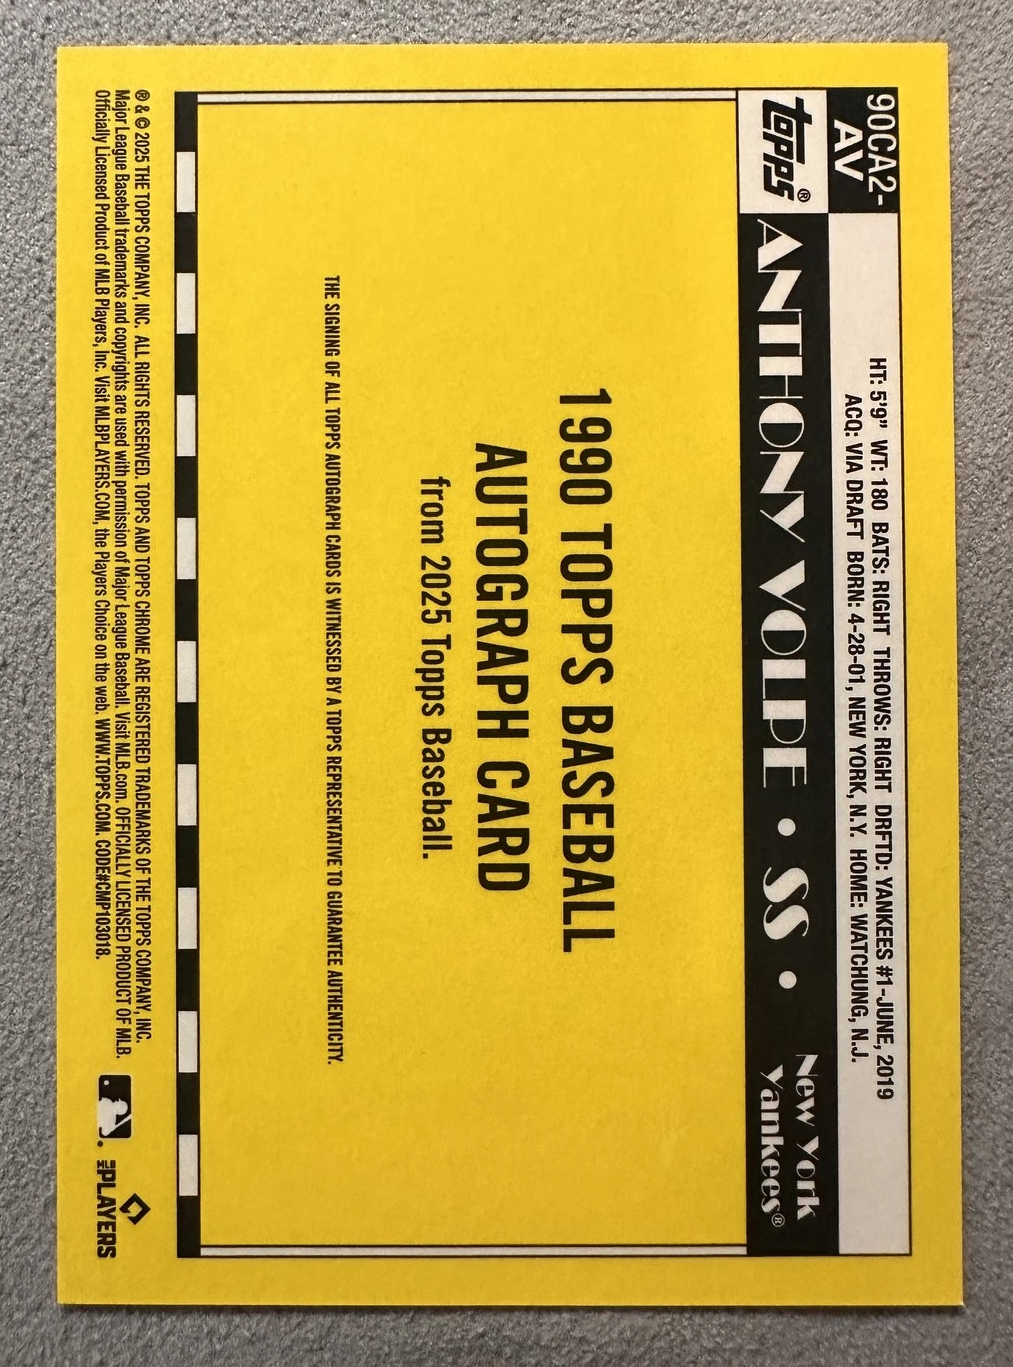 90CA2-
AV
HT: 5'9" WT: 180 BATS: RIGHT THROWS: RIGHT DRFTD: YANKEES #1-JUNE, 2019
ACQ: VIA DRAFT BORN: 4-28-01, NEW YORK, N.Y. HOME: WATCHUNG, N.J.
topps®
ANTHONY VOLPE • SS •
New York
Yankees®
1990 TOPPS BASEBALL
AUTOGRAPH CARD
from 2025 Topps Baseball.
THE SIGNING OF ALL TOPPS AUTOGRAPH CARDS IS WITNESSED BY A TOPPS REPRESENTATIVE TO GUARANTEE AUTHENTICITY.
® & © 2025 THE TOPPS COMPANY, INC. ALL RIGHTS RESERVED. TOPPS AND TOPPS CHROME ARE REGISTERED TRADEMARKS OF THE TOPPS COMPANY, INC.
Major League Baseball trademarks and copyrights are used with permission of Major League Baseball. Visit MLB.com. OFFICIALLY LICENSED PRODUCT OF MLB.
Officially Licensed Product of MLB Players, Inc. Visit MLBPLAYERS.COM, the Players Choice on the web. WWW.TOPPS.COM. CODE#CMP103018.
MLB PLAYERS